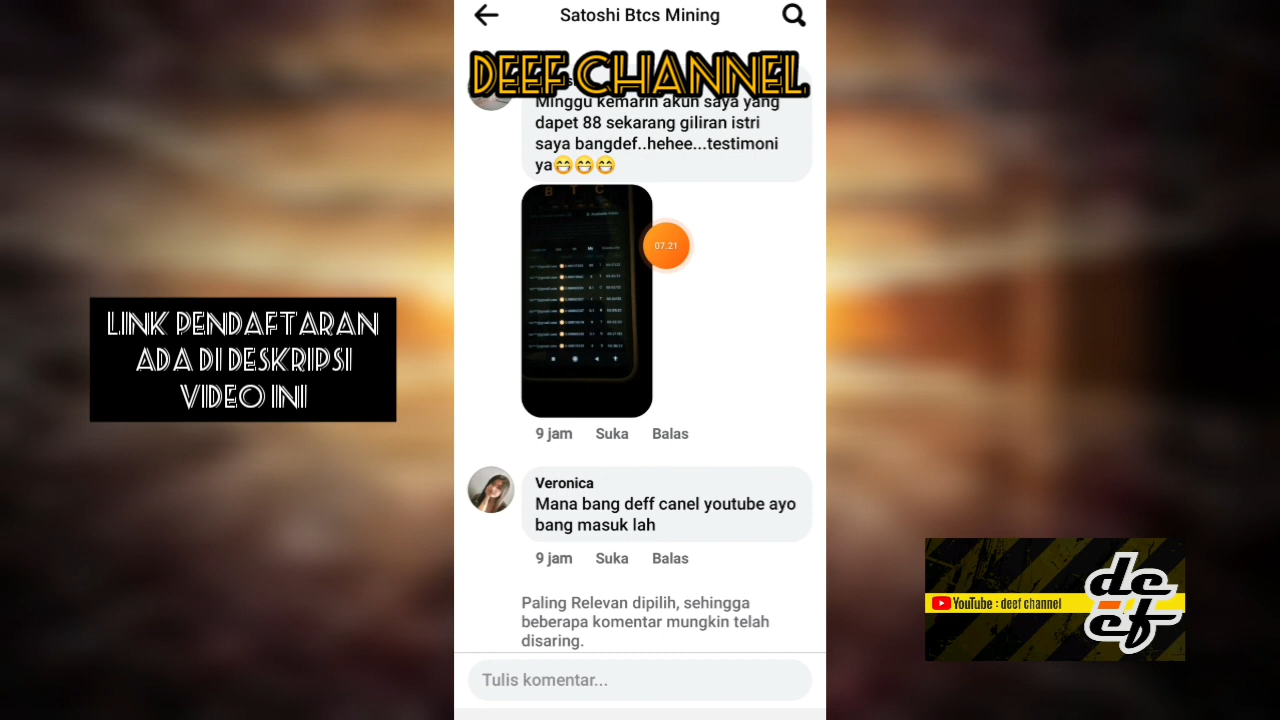 Satoshi Btcs Mining
DEEF CHANNEL
Minggu kemarin akun saya yang
dapet 88 sekarang giliran istri
saya bangdef..hehee...testimoni
ya😁😁😁
B T C
07.21
9 jam Suka Balas
Veronica
Mana bang deff canel youtube ayo
bang masuk lah
9 jam Suka Balas
Paling Relevan dipilih, sehingga
beberapa komentar mungkin telah
disaring.
Tulis komentar...
LINK PENDAFTARAN
ADA DI DESKRIPSI
VIDEO INI
de
ef
YouTube : deef channel